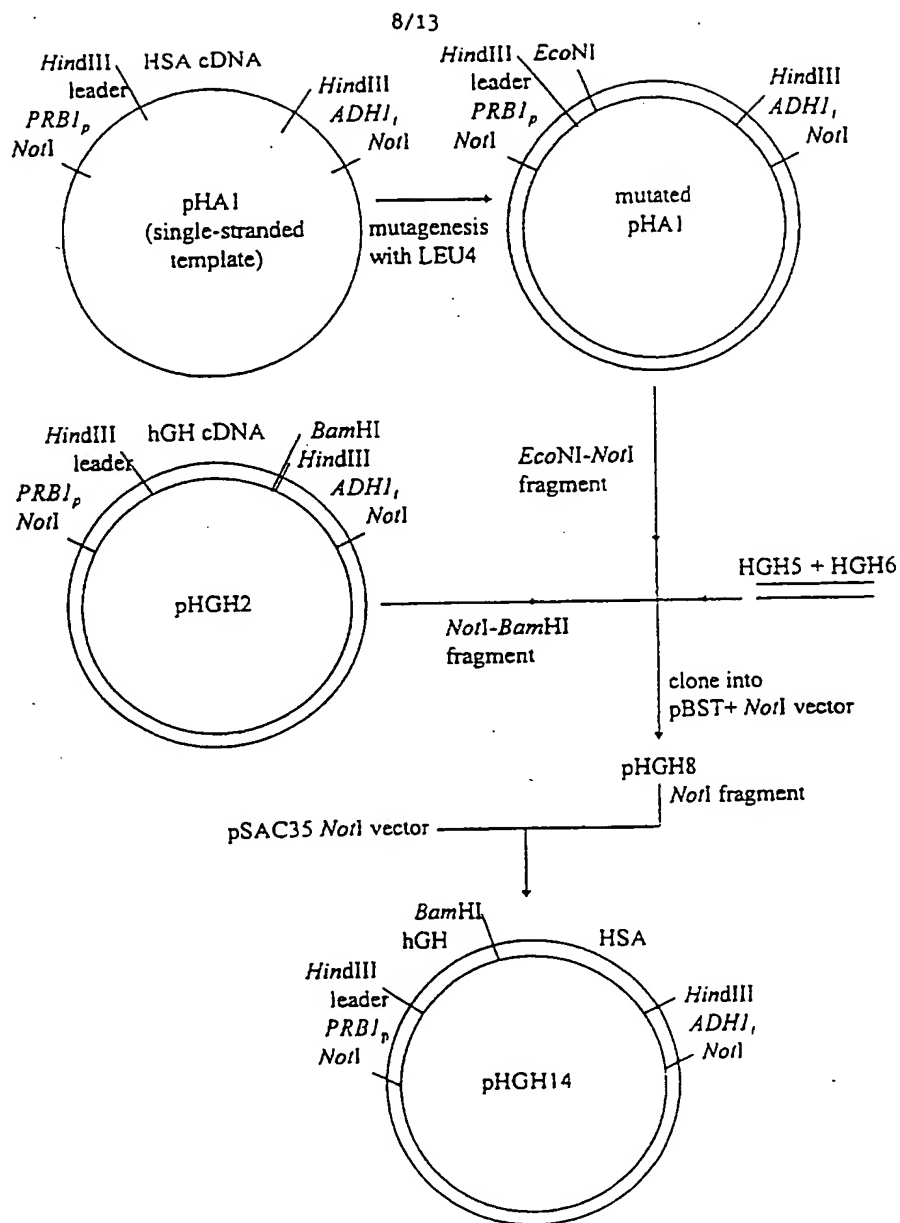 8/13
HindIII HSA cDNA
leader
PRB1p
NotI
HindIII
ADH1t
NotI
pHA1
(single-stranded
template)
mutagenesis
with LEU4
HindIII EcoNI
leader
PRB1p
NotI
HindIII
ADH1t
NotI
mutated
pHA1
HindIII hGH cDNA
leader
PRB1p
NotI
BamHI
HindIII
ADH1t
NotI
pHGH2
EcoNI-NotI
fragment
HGH5 + HGH6
NotI-BamHI
fragment
clone into
pBST+ NotI vector
pHGH8
NotI fragment
pSAC35 NotI vector
BamHI
hGH
HSA
HindIII
leader
PRB1p
NotI
HindIII
ADH1t
NotI
pHGH14